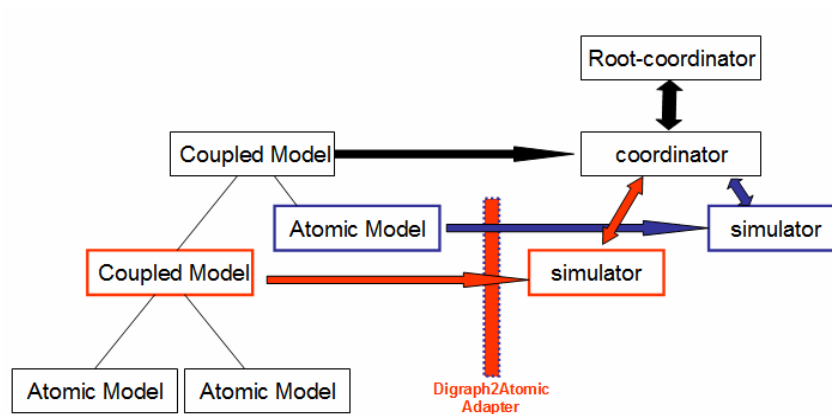 Root-coordinator
Coupled Model
coordinator
Atomic Model
simulator
Coupled Model
simulator
Atomic Model
Atomic Model
Digraph2Atomic
Adapter